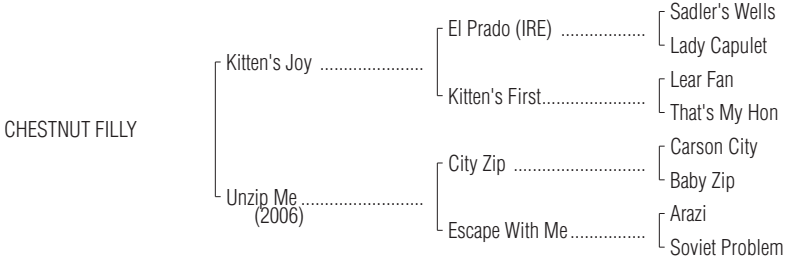 Sadler's Wells
El Prado (IRE) ..................
Lady Capulet
Kitten's Joy ......................
Lear Fan
Kitten's First......................
That's My Hon
CHESTNUT FILLY
Carson City
City Zip ............................
Baby Zip
Unzip Me ..........................
(2006)
Arazi
Escape With Me................
Soviet Problem